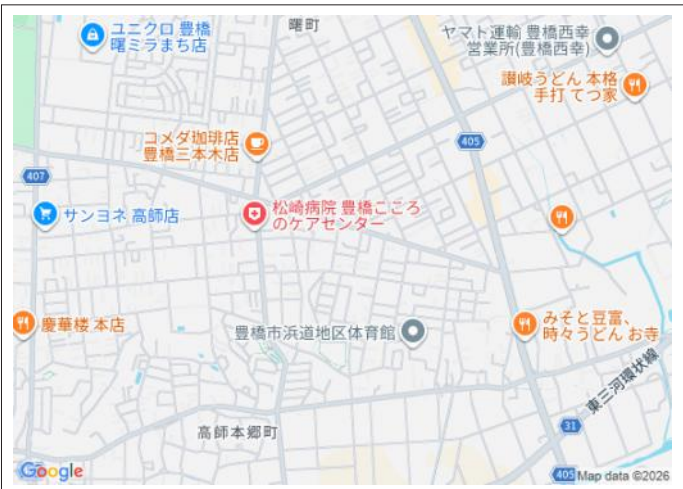 ユニクロ 豊橋
曙ミラまち店
曙町
ヤマト運輸 豊橋西幸
営業所(豊橋西幸)
讃岐うどん 本格
手打 てつ家
コメダ珈琲店
豊橋三本木店
405
407
サンヨネ 高師店
松崎病院 豊橋こころ
のケアセンター
慶華楼 本店
豊橋市浜道地区体育館
みそと豆富、
時々うどん お寺
東三河環状線
31
高師本郷町
Google
405
Map data ©2026